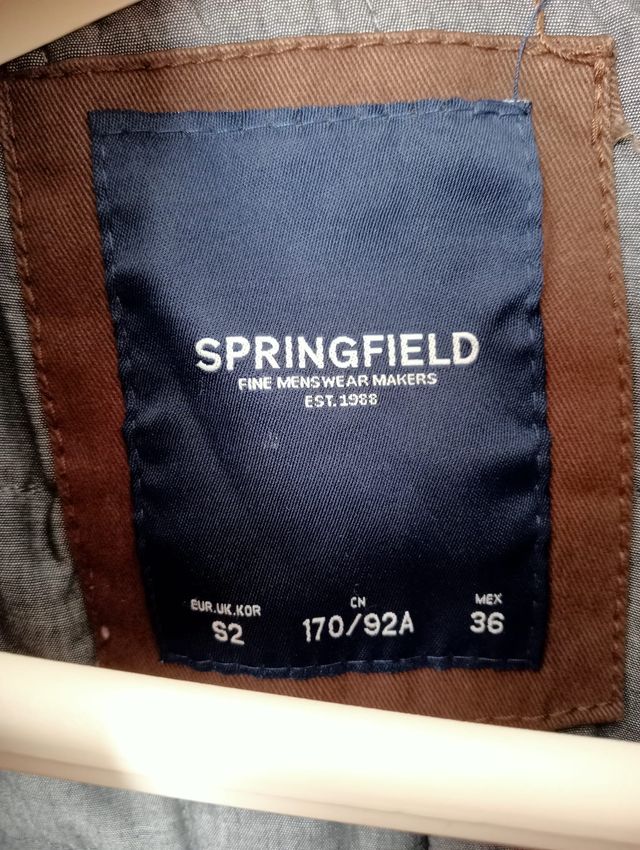 SPRINGFIELD
FINE MENSWEAR MAKERS
EST. 1988
EUR.UK.KOR CN MEX
S2 170/92A 36